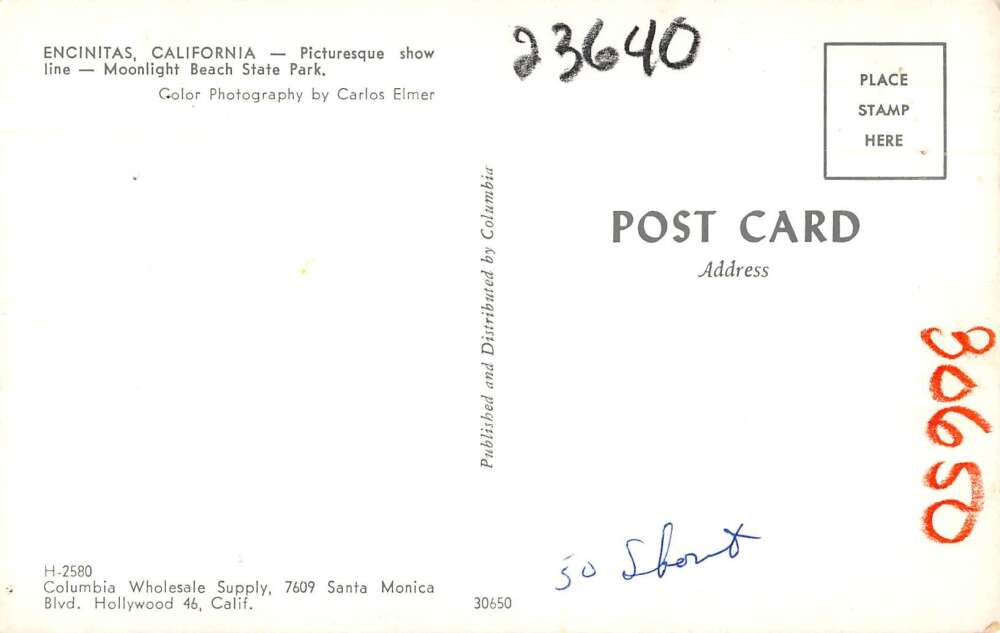 ENCINITAS, CALIFORNIA — Picturesque show
line — Moonlight Beach State Park.
Color Photography by Carlos Elmer
23640
PLACE
STAMP
HERE
POST CARD
Address
Published and Distributed by Columbia
30650
50 Short
H-2580
Columbia Wholesale Supply, 7609 Santa Monica
Blvd. Hollywood 46, Calif.
30650